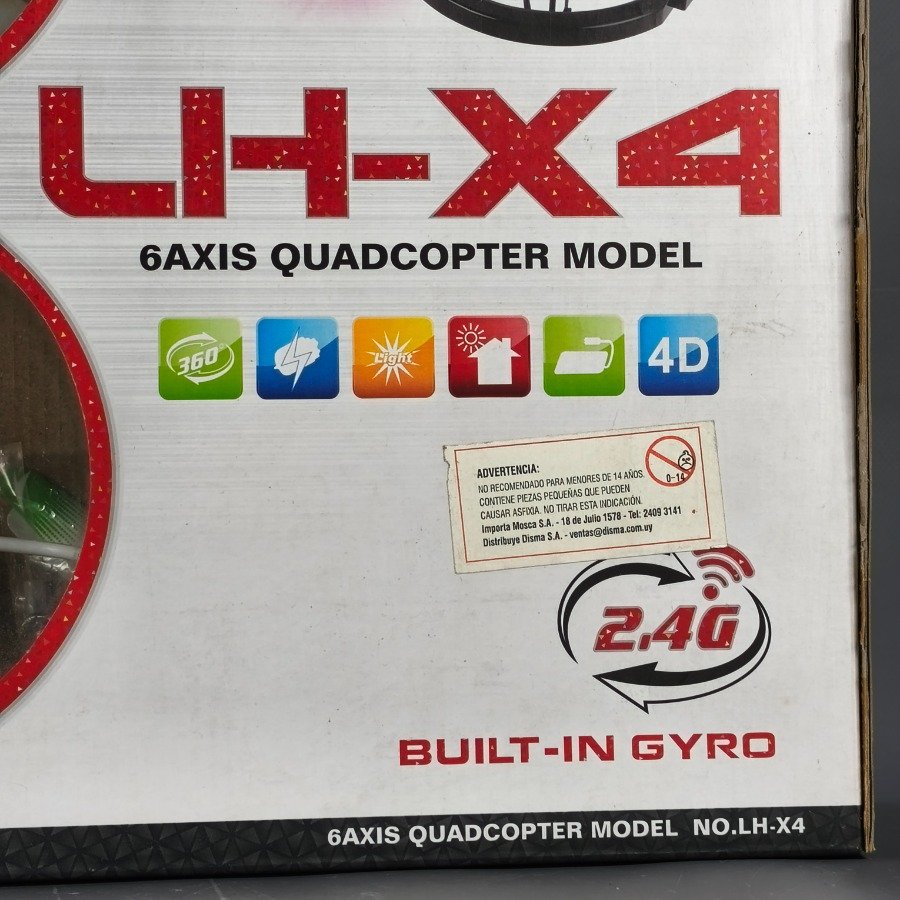 LH-X4
6AXIS QUADCOPTER MODEL
360°
Light
4D
ADVERTENCIA:
NO RECOMENDADO PARA MENORES DE 14 AÑOS.
CONTIENE PIEZAS PEQUEÑAS QUE PUEDEN
CAUSAR ASFIXIA. NO TIRAR ESTA INDICACIÓN.
Importa Mosca S.A. - 18 de Julio 1578 - Tel: 2409 3141
Distribuye Disma S.A. - ventas@disma.com.uy
0-14
2.4G
BUILT-IN GYRO
6AXIS QUADCOPTER MODEL NO.LH-X4